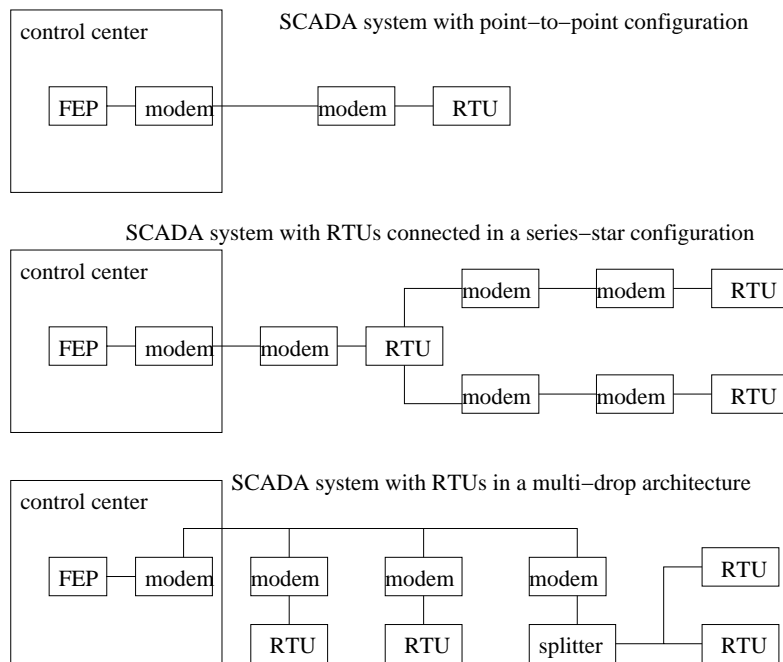 SCADA system with point−to−point configuration
control center
FEP modem modem RTU
SCADA system with RTUs connected in a series−star configuration
control center
modem modem RTU
FEP modem modem RTU
modem modem RTU
SCADA system with RTUs in a multi−drop architecture
control center
FEP modem modem modem modem RTU
RTU RTU splitter RTU